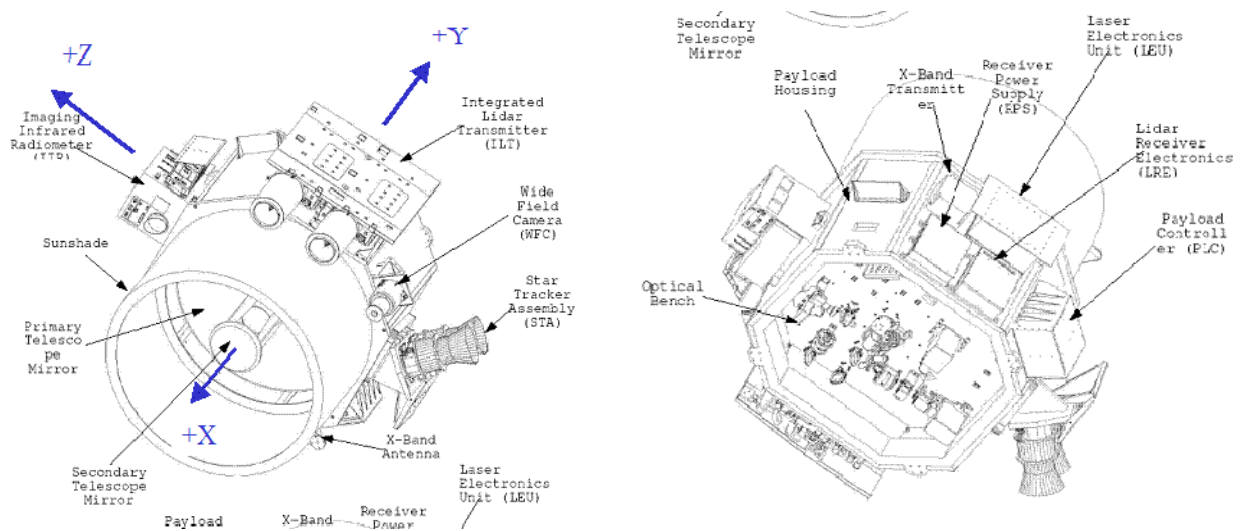 +Z
+Y
Imaging
Infrared
Radiometer
Integrated
Lidar
Transmitter
(ILT)
Wide
Field
Camera
(WFC)
Sunshade
Star
Tracker
Assembly
(STA)
Primary
Telesco
pe
Mirror
+X
X-Band
Antenna
Secondary
Telescope
Mirror
Laser
Electronics
Unit (LEU)
Payload
X-Band
Receiver
Power
Secondary
Telescope
Mirror
Laser
Electronics
Unit (LEU)
Payload
Housing
X-Band
Transmitt
er
Receiver
Power
Supply
(RPS)
Lidar
Receiver
Electronics
(LRE)
Payload
Controll
er (PLC)
Optical
Bench